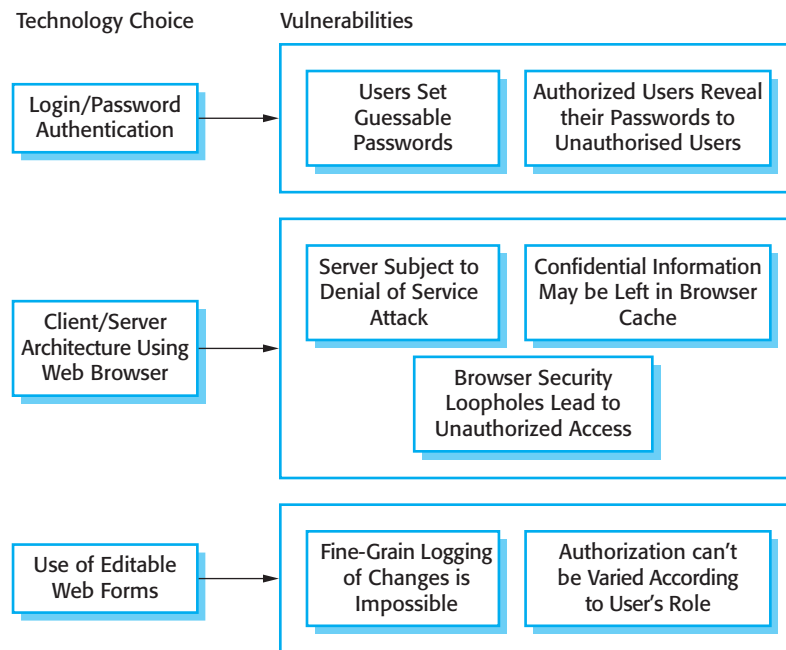 Technology Choice
Vulnerabilities
Login/Password
Authentication
Users Set
Guessable
Passwords
Authorized Users Reveal
their Passwords to
Unauthorised Users
Client/Server
Architecture Using
Web Browser
Server Subject to
Denial of Service
Attack
Confidential Information
May be Left in Browser
Cache
Browser Security
Loopholes Lead to
Unauthorized Access
Use of Editable
Web Forms
Fine-Grain Logging
of Changes is
Impossible
Authorization can't
be Varied According
to User's Role